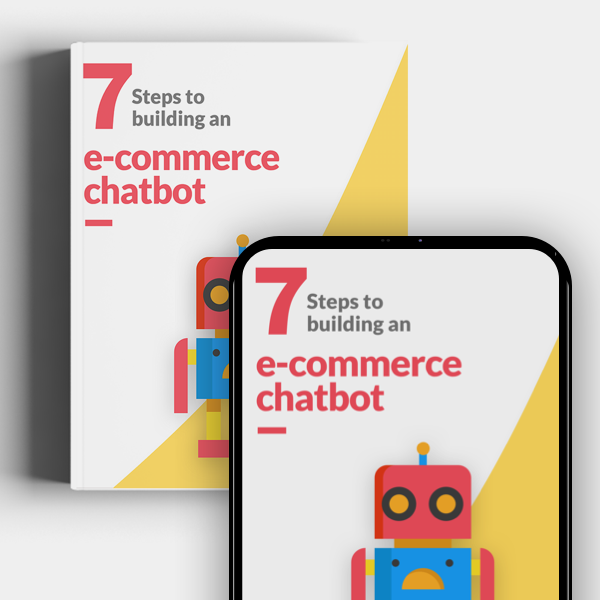 7 Steps to
building an
e-commerce
chatbot
7 Steps to
building an
e-commerce
chatbot